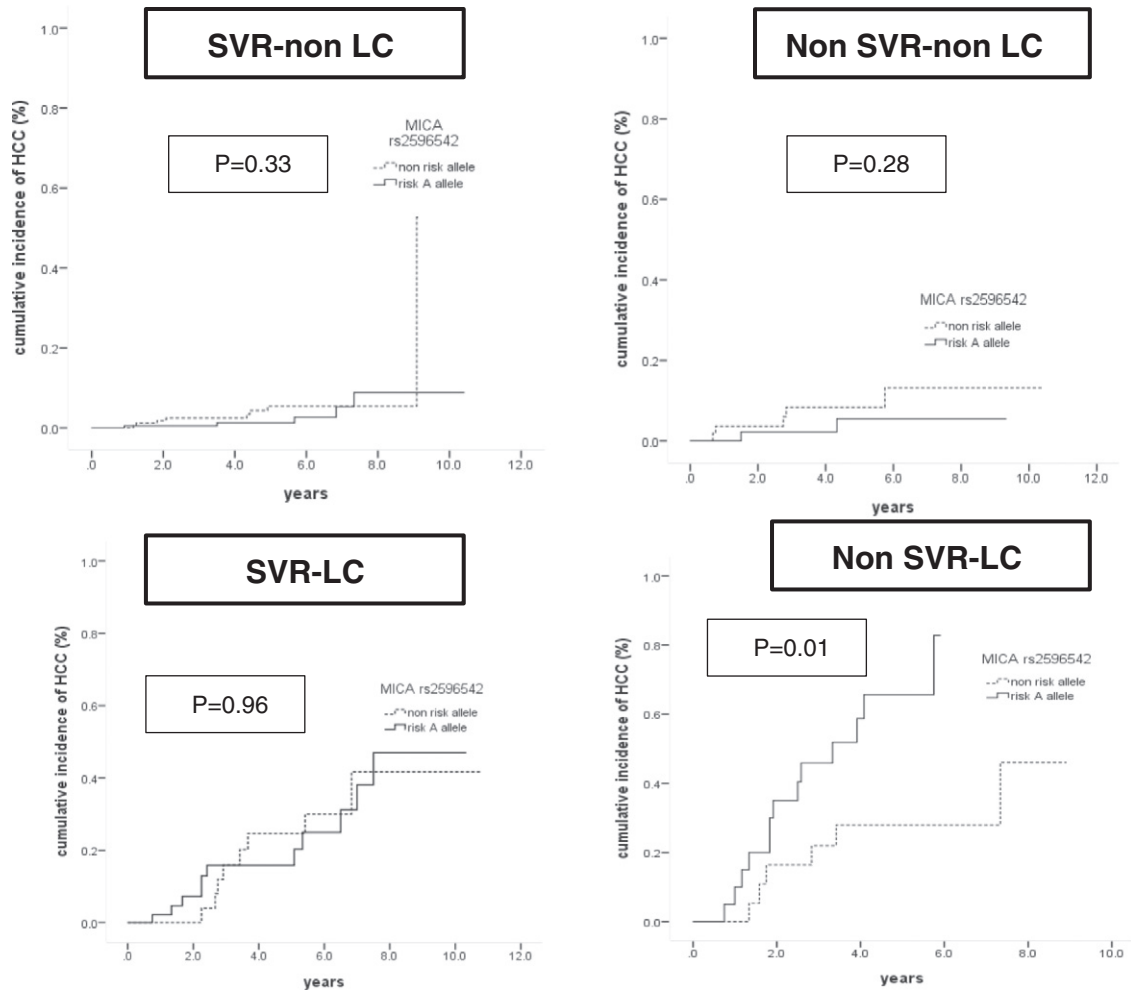 SVR-non LC
cumulative incidence of HCC (%)
1.0
0.8
0.6
0.4
0.2
0.0
P=0.33
MICA
rs2596542
non risk allele
risk A allele
.0 2.0 4.0 6.0 8.0 10.0 12.0
years
Non SVR-non LC
cumulative incidence of HCC (%)
1.0
0.8
0.6
0.4
0.2
0.0
P=0.28
MICA rs2596542
non risk allele
risk A allele
.0 2.0 4.0 6.0 8.0 10.0 12.0
years
SVR-LC
cumulative incidence of HCC (%)
1.0
0.8
0.6
0.4
0.2
0.0
P=0.96
MICA rs2596542
non risk allele
risk A allele
.0 2.0 4.0 6.0 8.0 10.0 12.0
years
Non SVR-LC
cumulative incidence of HCC (%)
1.0
0.8
0.6
0.4
0.2
0.0
P=0.01
MICA rs2596542
non risk allele
risk A allele
.0 2.0 4.0 6.0 8.0 10.0
years